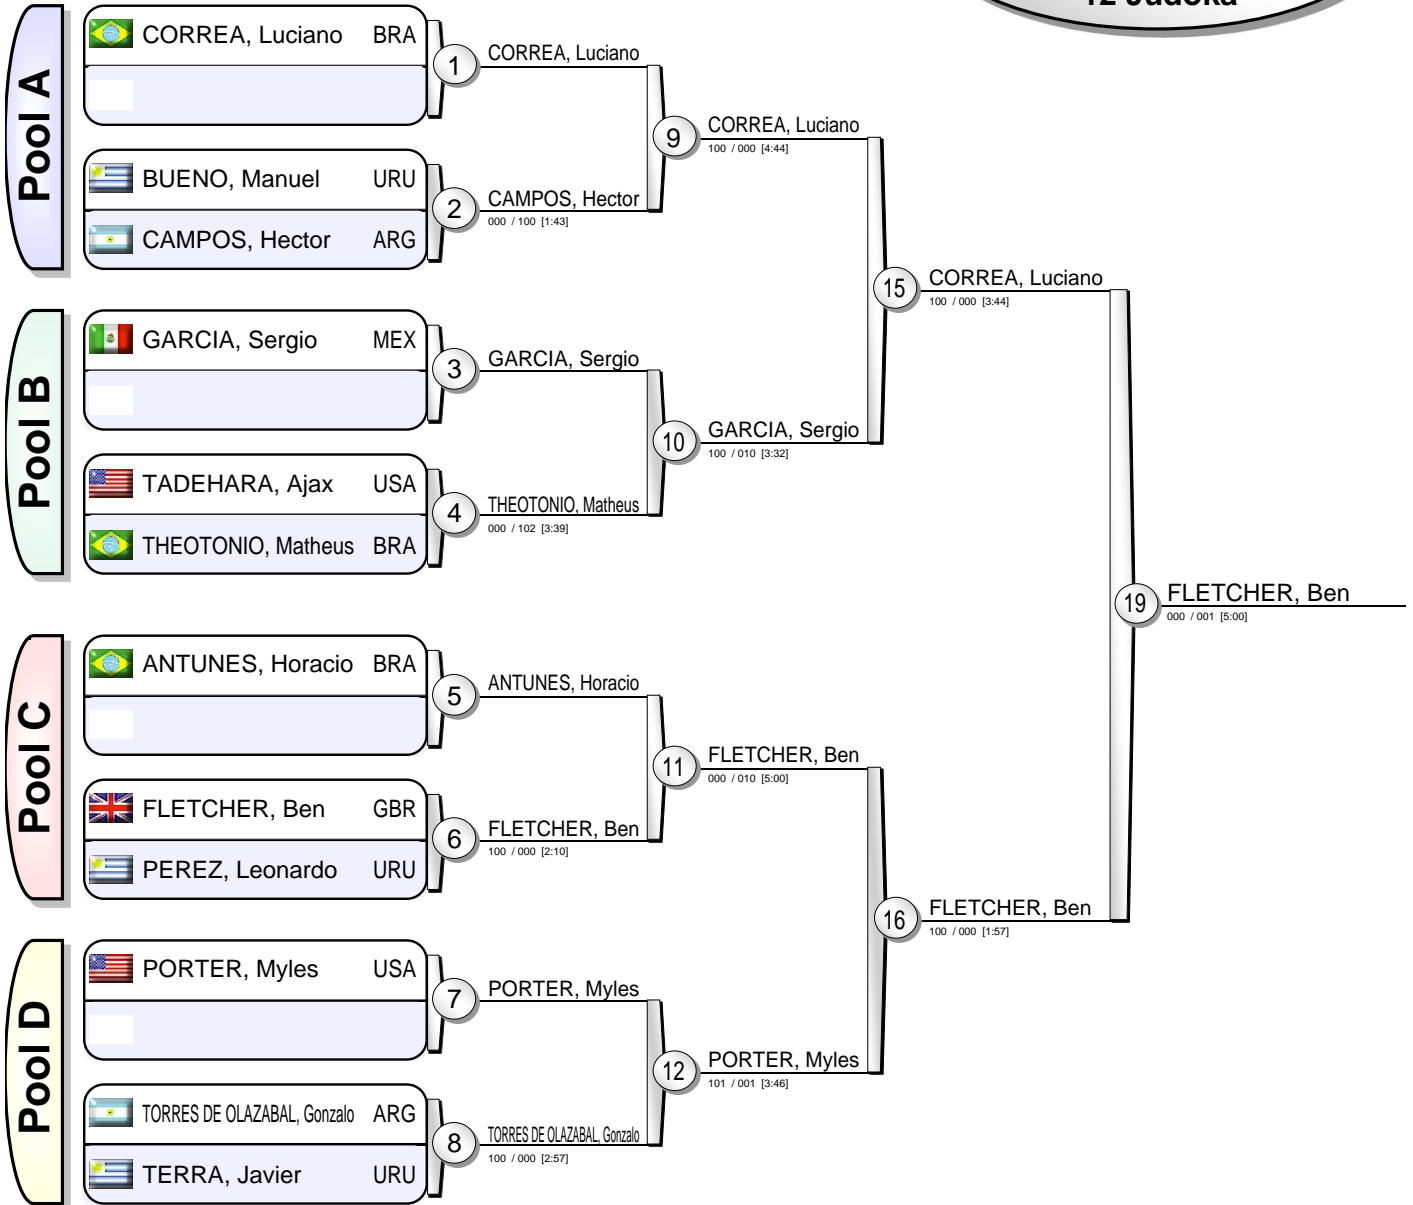 12 Judoka
Pool A
CORREA, Luciano BRA
BUENO, Manuel URU
CAMPOS, Hector ARG
Pool B
GARCIA, Sergio MEX
TADEHARA, Ajax USA
THEOTONIO, Matheus BRA
Pool C
ANTUNES, Horacio BRA
FLETCHER, Ben GBR
PEREZ, Leonardo URU
Pool D
PORTER, Myles USA
TORRES DE OLAZABAL, Gonzalo ARG
TERRA, Javier URU
1
CORREA, Luciano
2
CAMPOS, Hector
000 / 100 [1:43]
3
GARCIA, Sergio
4
THEOTONIO, Matheus
000 / 102 [3:39]
5
ANTUNES, Horacio
6
FLETCHER, Ben
100 / 000 [2:10]
7
PORTER, Myles
8
TORRES DE OLAZABAL, Gonzalo
100 / 000 [2:57]
9
CORREA, Luciano
100 / 000 [4:44]
10
GARCIA, Sergio
100 / 010 [3:32]
11
FLETCHER, Ben
000 / 010 [5:00]
12
PORTER, Myles
101 / 001 [3:46]
15
CORREA, Luciano
100 / 000 [3:44]
16
FLETCHER, Ben
100 / 000 [1:57]
19
FLETCHER, Ben
000 / 001 [5:00]